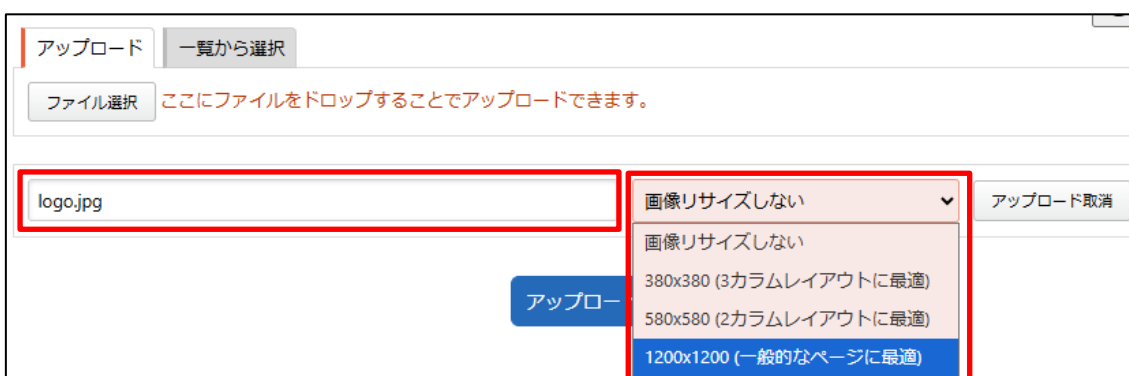 アップロード 一覧から選択
ファイル選択 ここにファイルをドロップすることでアップロードできます。
logo.jpg 画像リサイズしない アップロード取消
画像リサイズしない
380x380 (3カラムレイアウトに最適)
アップロー
580x580 (2カラムレイアウトに最適)
1200x1200 (一般的なページに最適)